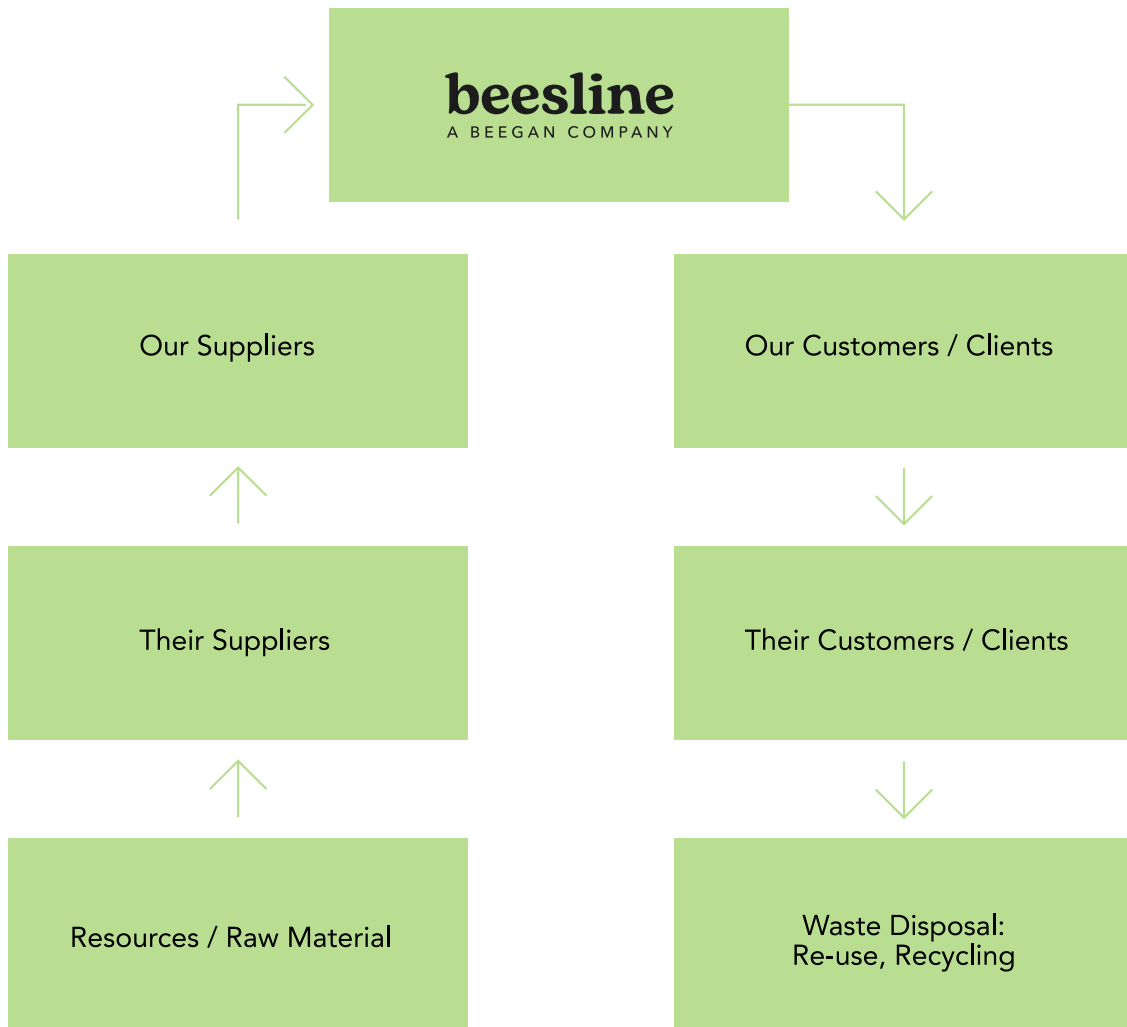 beesline
A BEEGAN COMPANY
Our Suppliers
Our Customers / Clients
Their Suppliers
Their Customers / Clients
Resources / Raw Material
Waste Disposal:
Re-use, Recycling